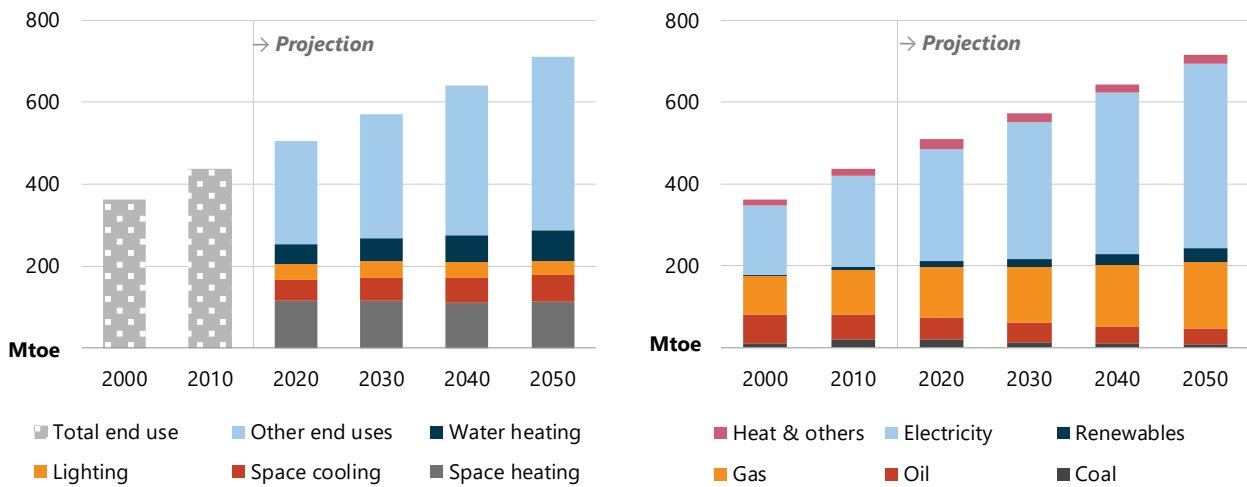 800
600
400
200
Mtoe
→ Projection
2000 2010 2020 2030 2040 2050
Total end use Other end uses Water heating
Lighting Space cooling Space heating
800
600
400
200
Mtoe
→ Projection
2000 2010 2020 2030 2040 2050
Heat & others Electricity Renewables
Gas Oil Coal